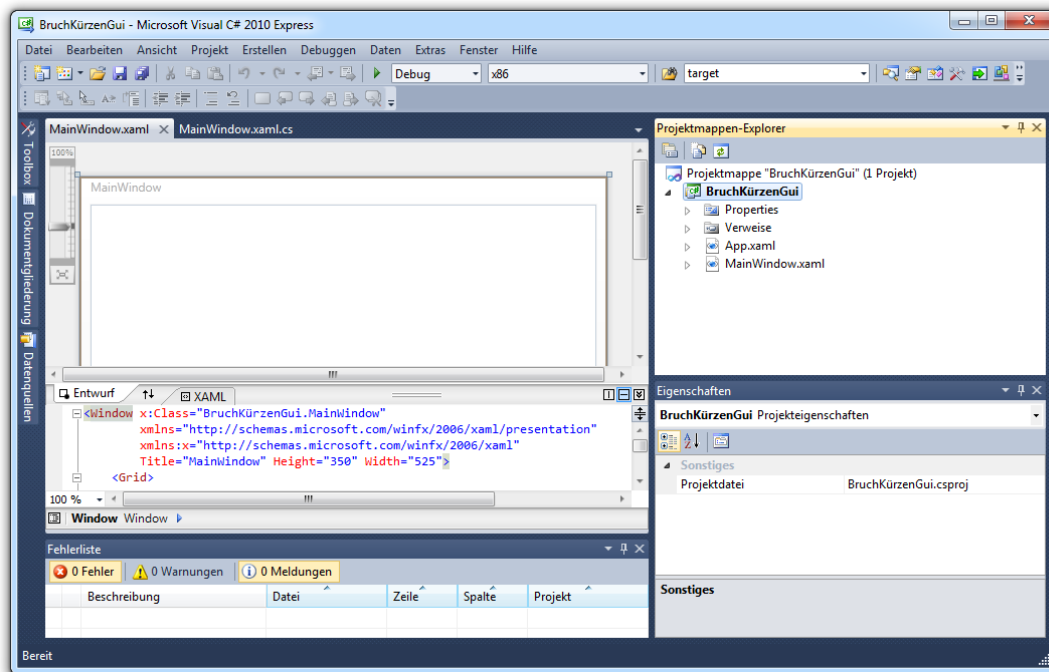 BruchKürzenGui - Microsoft Visual C# 2010 Express
Datei Bearbeiten Ansicht Projekt Erstellen Debuggen Daten Extras Fenster Hilfe
Debug x86 target
Toolbox
Dokumentgliederung
Datenquellen
MainWindow.xaml MainWindow.xaml.cs
100%
MainWindow
Entwurf XAML
<Window x:Class="BruchKürzenGui.MainWindow"
xmlns="http://schemas.microsoft.com/winfx/2006/xaml/presentation"
xmlns:x="http://schemas.microsoft.com/winfx/2006/xaml"
Title="MainWindow" Height="350" Width="525">
<Grid>
100 %
Window Window
Fehlerliste
0 Fehler 0 Warnungen 0 Meldungen
Beschreibung Datei Zeile Spalte Projekt
Projektmappen-Explorer
Projektmappe "BruchKürzenGui" (1 Projekt)
BruchKürzenGui
Properties
Verweise
App.xaml
MainWindow.xaml
Eigenschaften
BruchKürzenGui Projekteigenschaften
Sonstiges
Projektdatei BruchKürzenGui.csproj
Sonstiges
Bereit